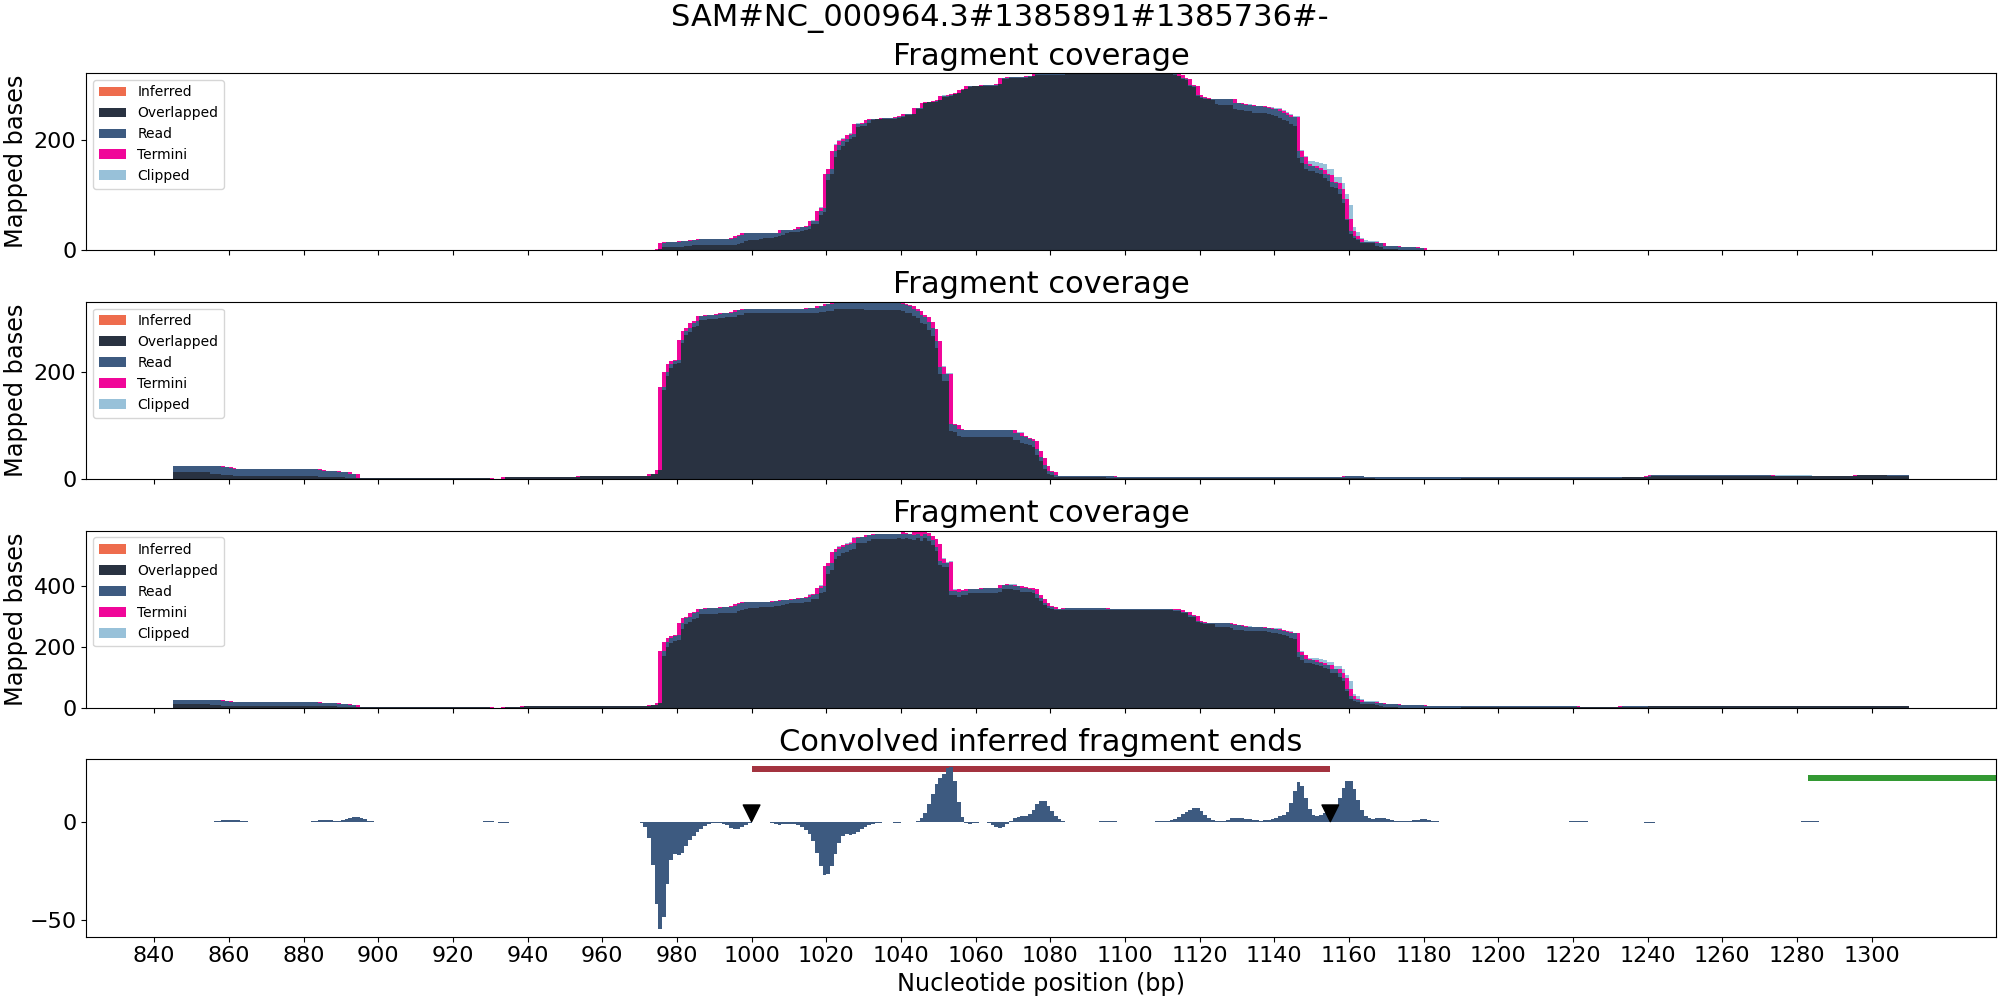 SAM#NC_000964.3#1385891#1385736#-
Fragment coverage
Mapped bases
200
0
Inferred
Overlapped
Read
Termini
Clipped
Fragment coverage
Mapped bases
200
0
Inferred
Overlapped
Read
Termini
Clipped
Fragment coverage
Mapped bases
400
200
0
Inferred
Overlapped
Read
Termini
Clipped
Convolved inferred fragment ends
0
−50
840 860 880 900 920 940 960 980 1000 1020 1040 1060 1080 1100 1120 1140 1160 1180 1200 1220 1240 1260 1280 1300
Nucleotide position (bp)